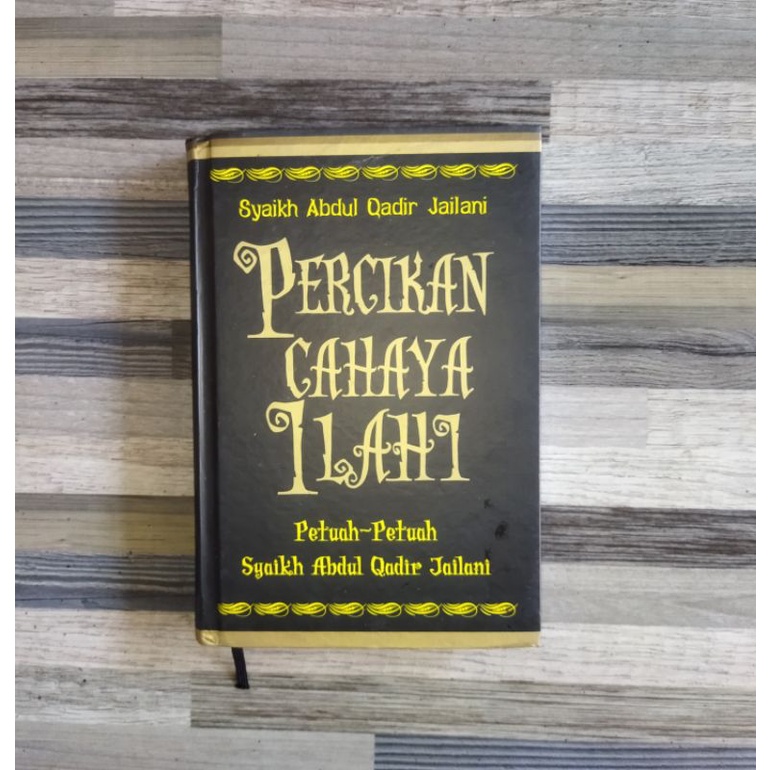 Syaikh Abdul Qadir Jailani
PERCIKAN
CAHAYA
ILAHI
Petuah-Petuah
Syaikh Abdul Qadir Jailani